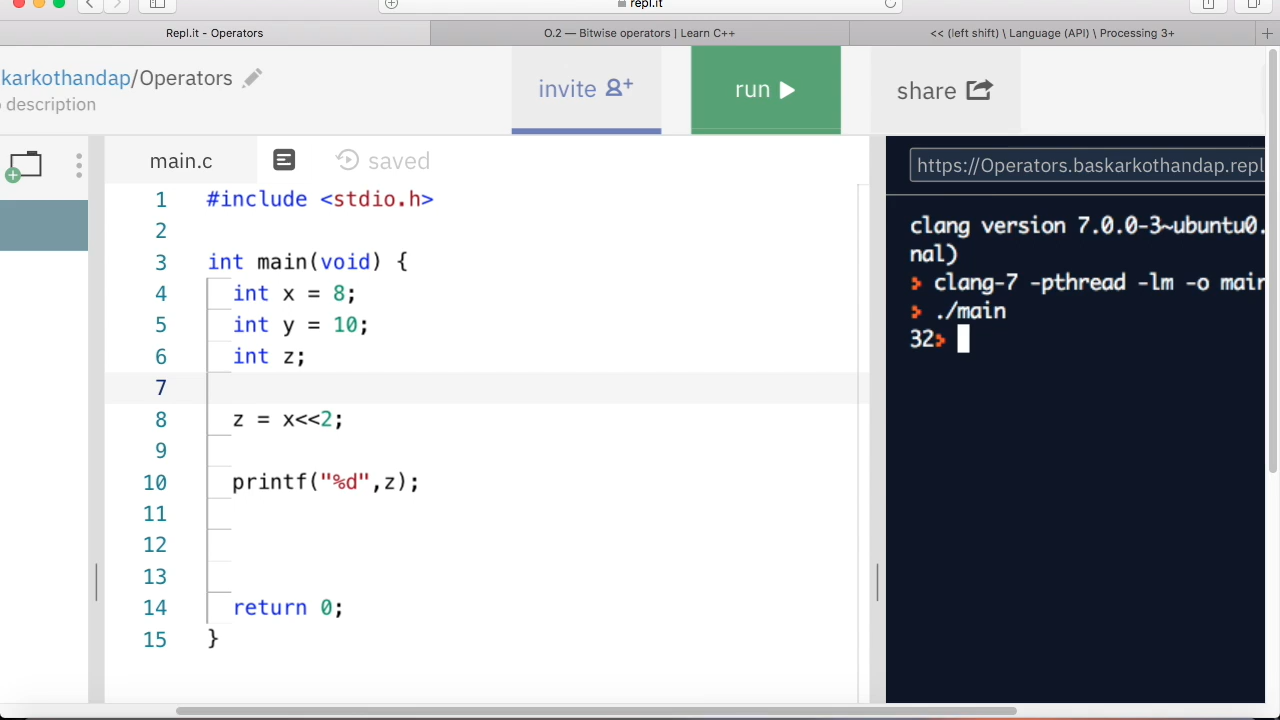 repl.it
Repl.it - Operators
O.2 — Bitwise operators | Learn C++
<< (left shift) \ Language (API) \ Processing 3+
karkothandap/Operators
description
invite
run
share
main.c
saved
https://Operators.baskarkothandap.repl
1 #include <stdio.h>
2
3 int main(void) {
4 int x = 8;
5 int y = 10;
6 int z;
7
8 z = x<<2;
9
10 printf("%d",z);
11
12
13
14 return 0;
15 }
clang version 7.0.0-3~ubuntu0.
nal)
> clang-7 -pthread -lm -o main
> ./main
32>